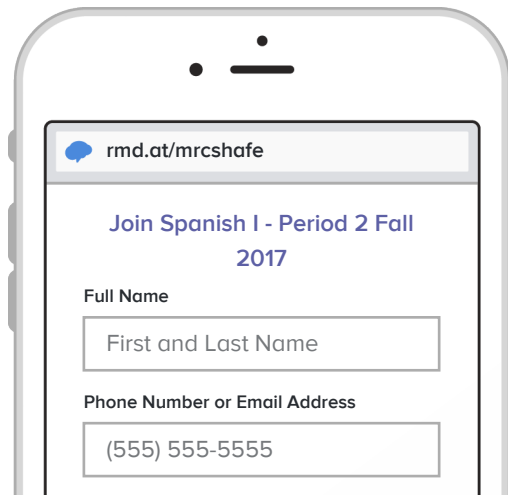 rmd.at/mrcshafe
Join Spanish I - Period 2 Fall
2017
Full Name
First and Last Name
Phone Number or Email Address
(555) 555-5555